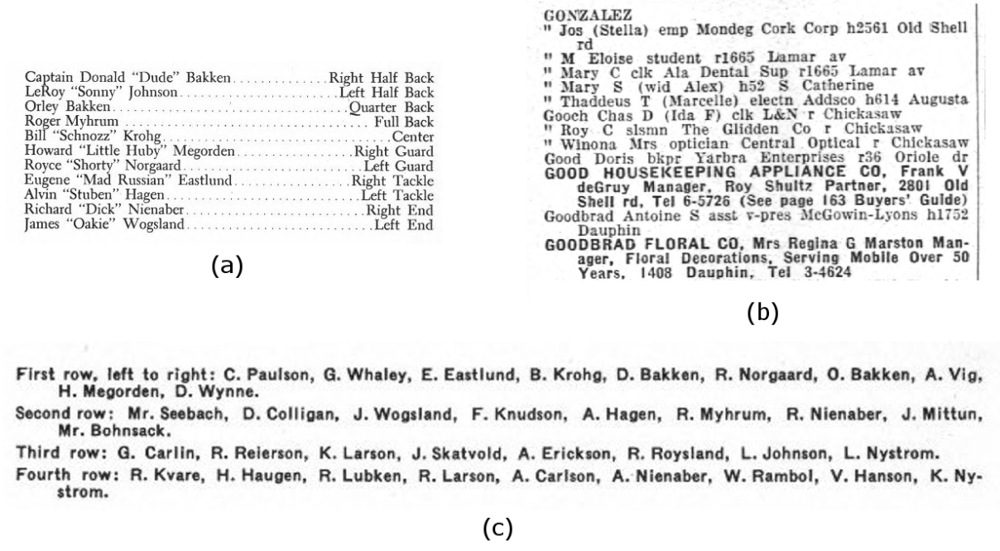 Captain Donald "Dude" Bakken..............Right Half Back
LeRoy "Sonny" Johnson....................Left Half Back
Orley Bakken...................................Quarter Back
Roger Myhrum....................................Full Back
Bill "Schnozz" Krohg..............................Center
Howard "Little Huby" Megorden.................Right Guard
Royce "Shorty" Norgaard.........................Left Guard
Eugene "Mad Russian" Eastlund.................Right Tackle
Alvin "Stuben" Hagen............................Left Tackle
Richard "Dick" Nienaber..........................Right End
James "Oakie" Wogsland............................Left End
(a)
GONZALEZ
" Jos (Stella) emp Mondeg Cork Corp h2561 Old Shell
rd
" M Eloise student r1665 Lamar av
" Mary C clk Ala Dental Sup r1665 Lamar av
" Mary S (wid Alex) h52 S Catherine
" Thaddeus T (Marcelle) electn Addsco h614 Augusta
Gooch Chas D (Ida F) clk L&N r Chickasaw
" Roy C slsmn The Glidden Co r Chickasaw
" Winona Mrs optician Central Optical r Chickasaw
Good Doris bkpr Yarbra Enterprises r36 Oriole dr
GOOD HOUSEKEEPING APPLIANCE CO, Frank V
deGruy Manager, Roy Shultz Partner, 2801 Old
Shell rd, Tel 6-5726 (See page 163 Buyers' Guide)
Goodbrad Antoine S asst v-pres McGowin-Lyons h1752
Dauphin
GOODBRAD FLORAL CO, Mrs Regina G Marston Man-
ager, Floral Decorations, Serving Mobile Over 50
Years, 1408 Dauphin, Tel 3-4624
(b)
First row, left to right: C. Paulson, G. Whaley, E. Eastlund, B. Krohg, D. Bakken, R. Norgaard, O. Bakken, A. Vig,
H. Megorden, D. Wynne.
Second row: Mr. Seebach, D. Colligan, J. Wogsland, F. Knudson, A. Hagen, R. Myhrum, R. Nienaber, J. Mittun,
Mr. Bohnsack.
Third row: G. Carlin, R. Reierson, K. Larson, J. Skatvold, A. Erickson, R. Roysland, L. Johnson, L. Nystrom.
Fourth row: R. Kvare, H. Haugen, R. Lubken, R. Larson, A. Carlson, A. Nienaber, W. Rambol, V. Hanson, K. Ny-
strom.
(c)